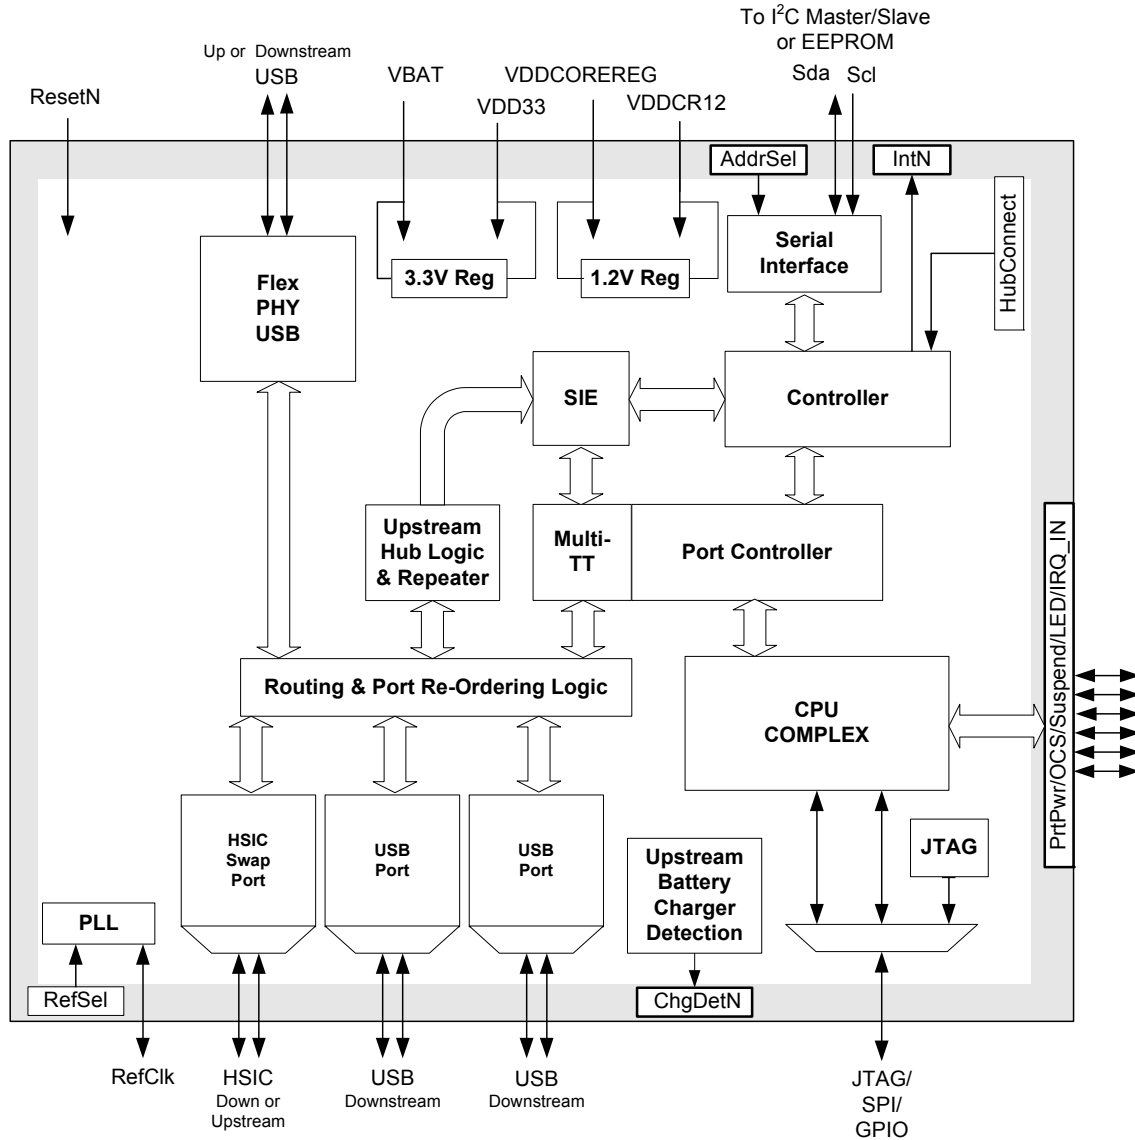 To I²C Master/Slave
or EEPROM
Up or Downstream
USB
VBAT
VDDCOREREG
Sda
Scl
ResetN
VDD33
VDDCR12
AddrSel
IntN
HubConnect
Flex
PHY
USB
3.3V Reg
1.2V Reg
Serial
Interface
SIE
Controller
Upstream
Hub Logic
& Repeater
Multi-
TT
Port Controller
PrtPwr/OCS/Suspend/LED/IRQ_IN
Routing & Port Re-Ordering Logic
CPU
COMPLEX
HSIC
Swap
Port
USB
Port
USB
Port
Upstream
Battery
Charger
Detection
JTAG
PLL
RefSel
ChgDetN
RefClk
HSIC
Down or
Upstream
USB
Downstream
USB
Downstream
JTAG/
SPI/
GPIO